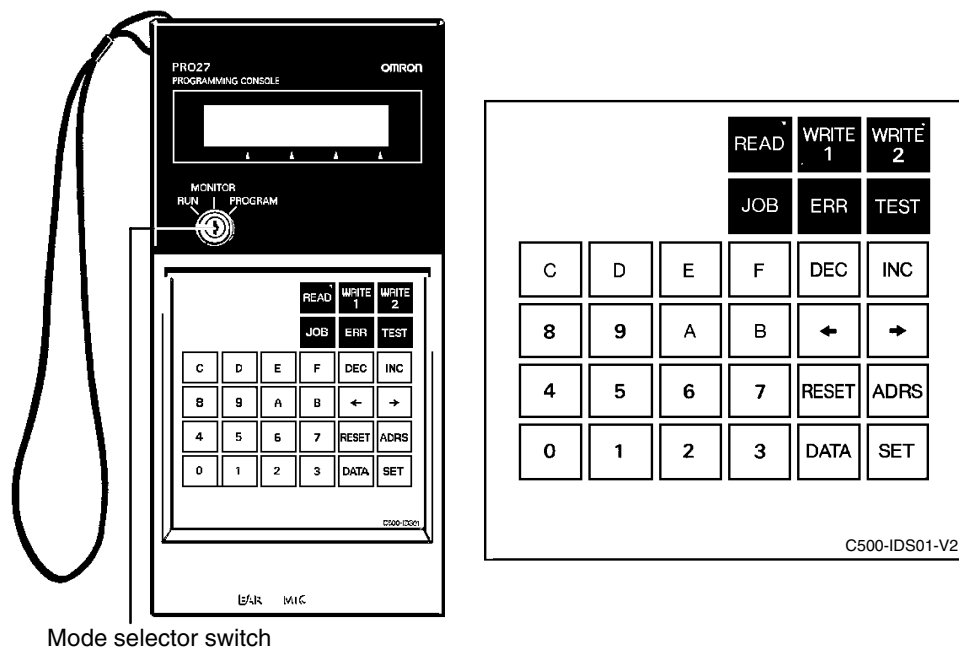 PRO27 OMRON
PROGRAMMING CONSOLE
MONITOR
RUN PROGRAM
READ WRITE 1 WRITE 2
JOB ERR TEST
C D E F DEC INC
8 9 A B ← →
4 5 6 7 RESET ADRS
0 1 2 3 DATA SET
EAR MIC
Mode selector switch
READ WRITE 1 WRITE 2
JOB ERR TEST
C D E F DEC INC
8 9 A B ← →
4 5 6 7 RESET ADRS
0 1 2 3 DATA SET
C500-IDS01-V2